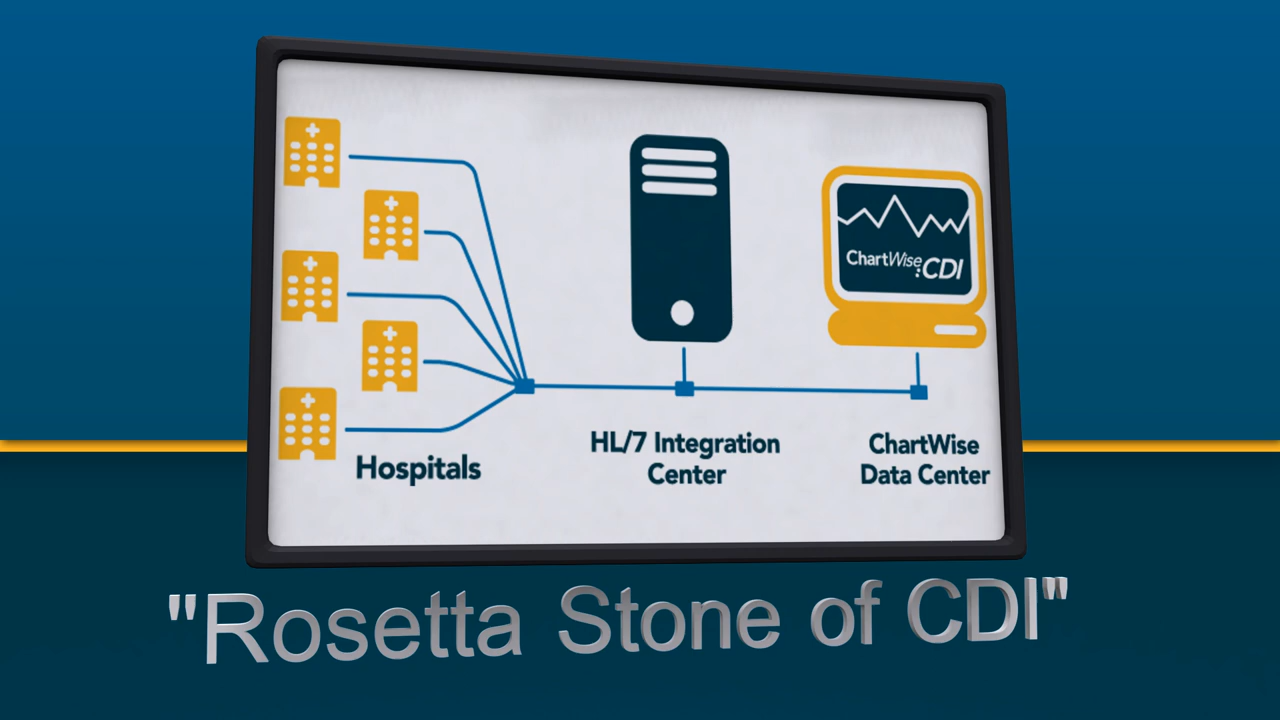 ChartWise
:CDI
Hospitals
HL/7 Integration
Center
ChartWise
Data Center
"Rosetta Stone of CDI"